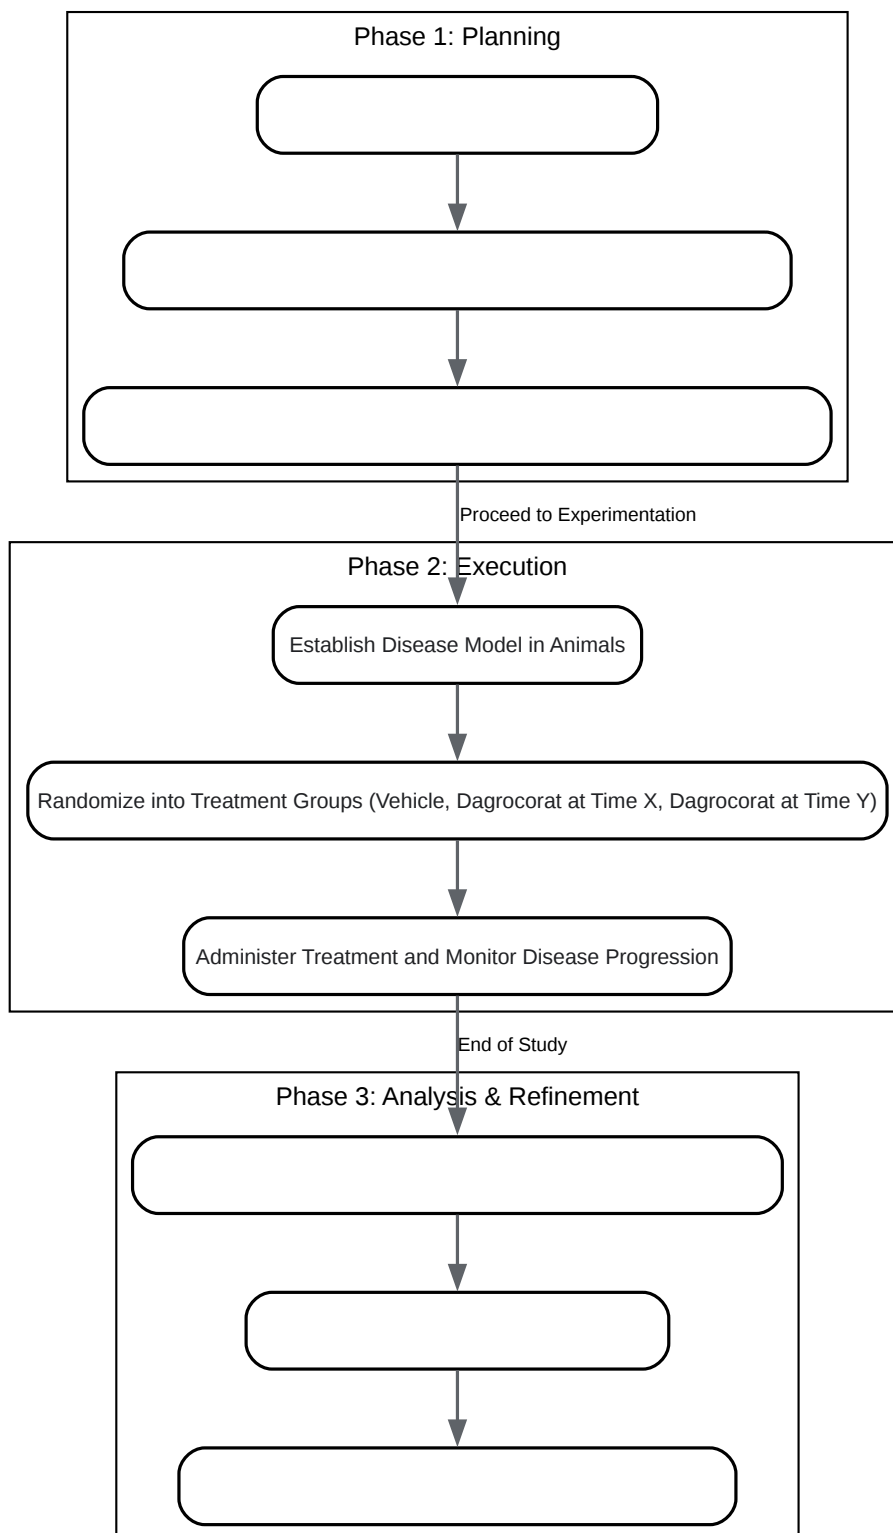 Phase 1: Planning
Proceed to Experimentation
Phase 2: Execution
Establish Disease Model in Animals
Randomize into Treatment Groups (Vehicle, Dagrocorat at Time X, Dagrocorat at Time Y)
Administer Treatment and Monitor Disease Progression
End of Study
Phase 3: Analysis & Refinement